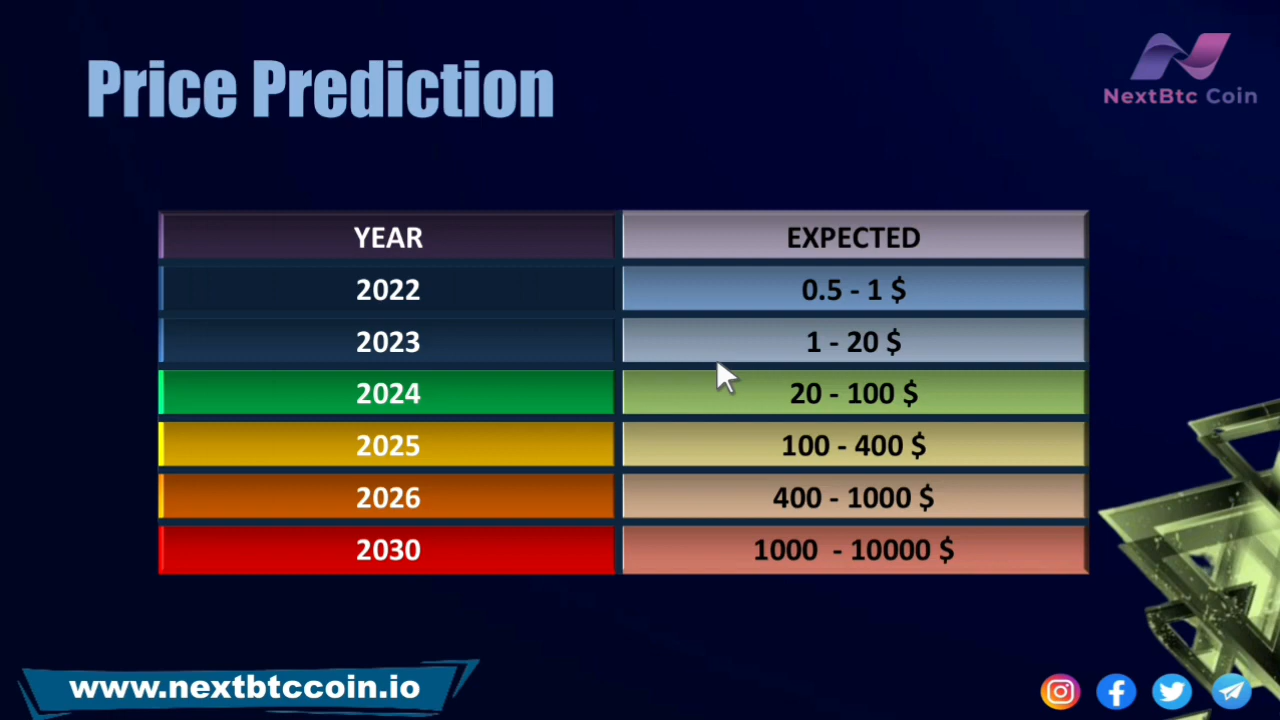 Price Prediction
NextBtc Coin
YEAR EXPECTED
2022 0.5 - 1 $
2023 1 - 20 $
2024 20 - 100 $
2025 100 - 400 $
2026 400 - 1000 $
2030 1000 - 10000 $
www.nextbtccoin.io